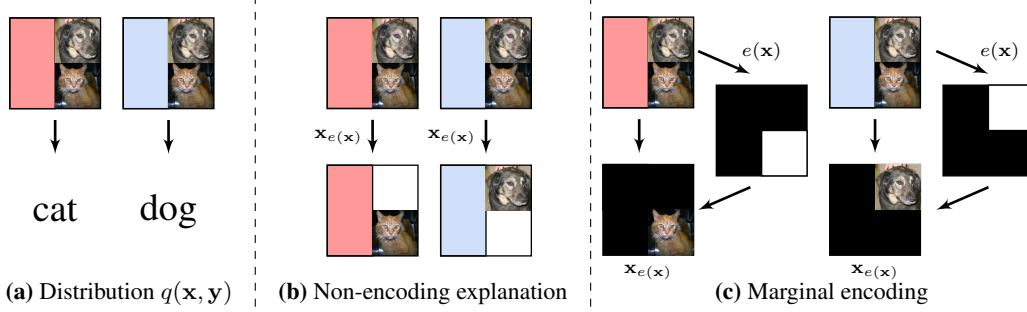 e(x)
e(x)
x_{e(x)}
x_{e(x)}
cat
dog
x_{e(x)}
x_{e(x)}
(a) Distribution q(x, y)
(b) Non-encoding explanation
(c) Marginal encoding